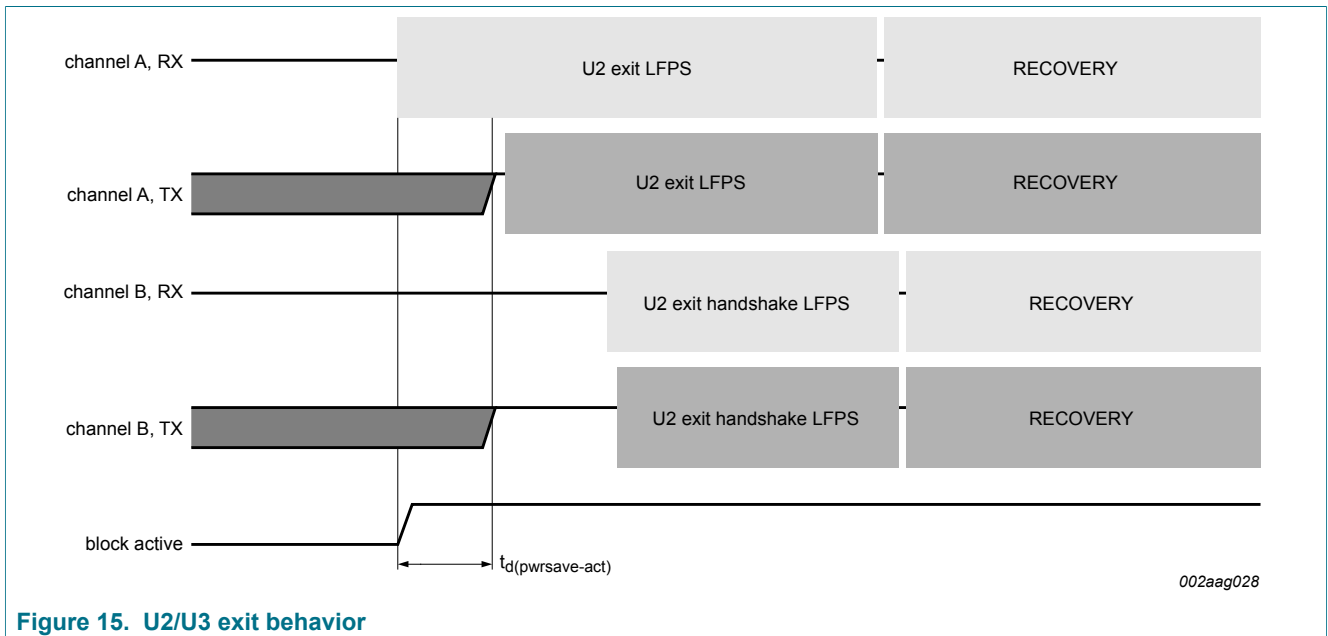 channel A, RX
U2 exit LFPS
RECOVERY
channel A, TX
U2 exit LFPS
RECOVERY
channel B, RX
U2 exit handshake LFPS
RECOVERY
channel B, TX
U2 exit handshake LFPS
RECOVERY
block active
td(pwrsave-act)
002aag028
Figure 15. U2/U3 exit behavior